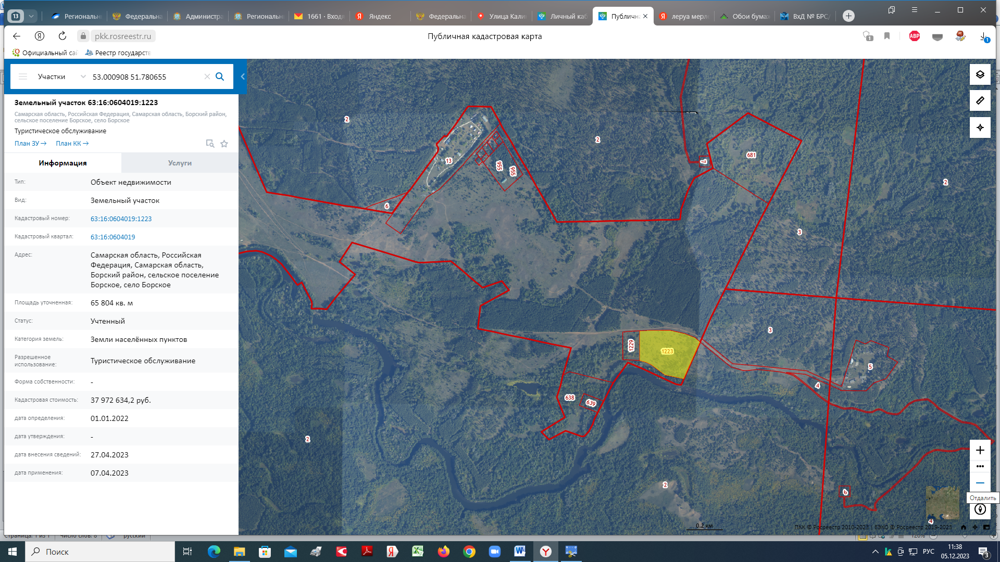 13
Региональн
Федеральна
Администра
Региональн
1661 · Входя
Яндекс
Федеральна
Улица Калин
Личный каб
Публична
леруа мерле
Обои бумаж
ВхД № БРС/
pkk.rosreestr.ru
Публичная кадастровая карта
1
ABP
1
Официальный сай
Реестр государств
Участки
53.000908 51.780655
Земельный участок 63:16:0604019:1223
Самарская область, Российская Федерация, Самарская область, Борский район,
сельское поселение Борское, село Борское
Туристическое обслуживание
План ЗУ →
План КК →
Информация
Услуги
Тип:
Объект недвижимости
Вид:
Земельный участок
Кадастровый номер:
63:16:0604019:1223
Кадастровый квартал:
63:16:0604019
Адрес:
Самарская область, Российская
Федерация, Самарская область,
Борский район, сельское поселение
Борское, село Борское
Площадь уточненная:
65 804 кв. м
Статус:
Учтенный
Категория земель:
Земли населённых пунктов
Разрешенное
использование:
Туристическое обслуживание
Форма собственности:
-
Кадастровая стоимость:
37 972 634,2 руб.
дата определения:
01.01.2022
дата утверждения:
-
дата внесения сведений:
27.04.2023
дата применения:
07.04.2023
2
2
13
955
955
6
7
681
2
3
3
1229
1223
5
4
638
639
2
2
6
4
Отдалить
0.2 км
ПКК © Росреестр 2010-2023 | ЕЭКО © Росреестр 2019-2023
Страница: 1 из 1
Число слов: 8
русский
120%
Поиск
РУС
11:38
05.12.2023
3